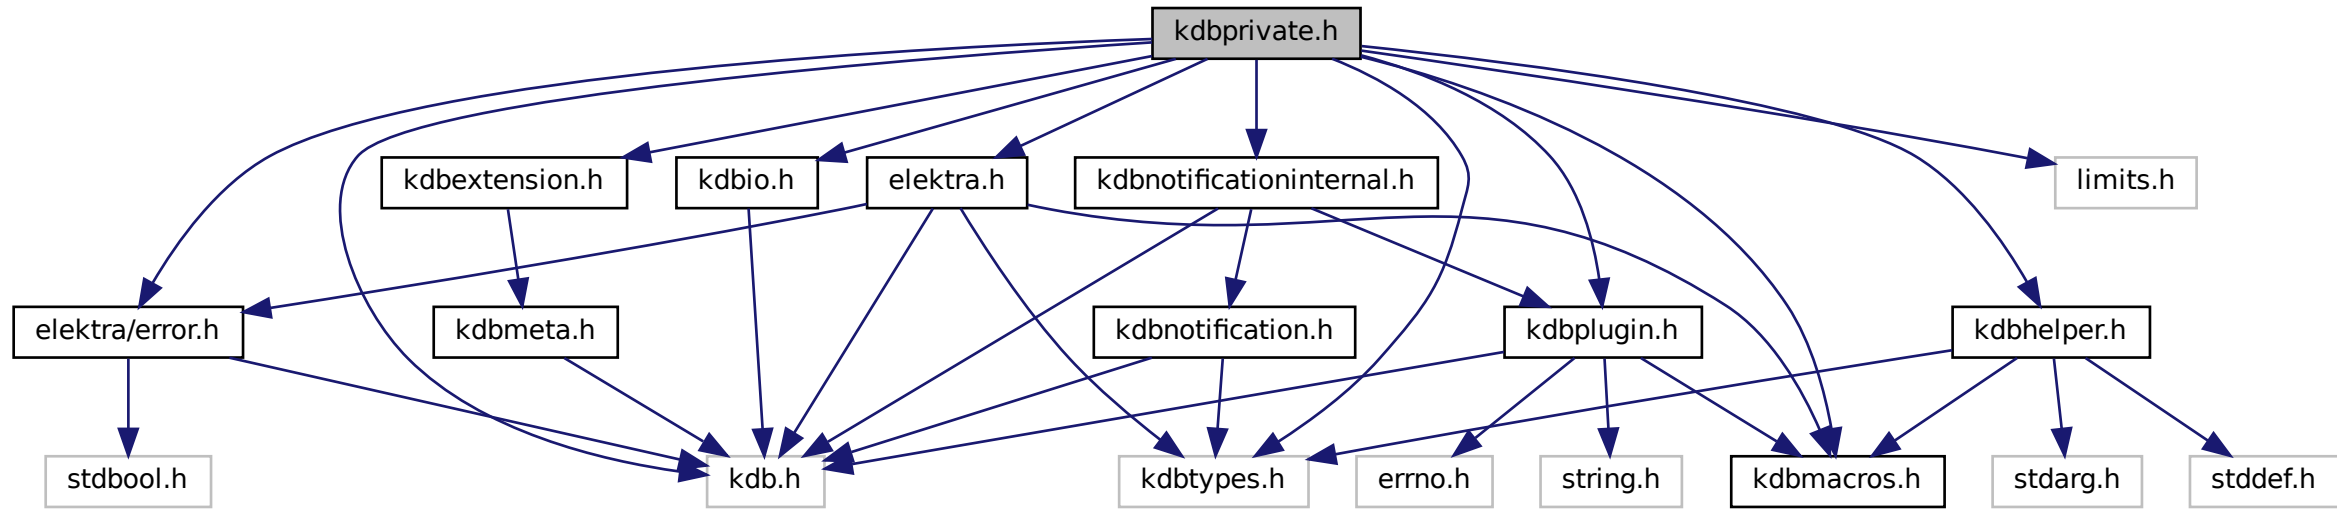 kdbprivate.h
kdbextension.h
kdbio.h
elektra.h
kdbnotificationinternal.h
limits.h
elektra/error.h
kdbmeta.h
kdbnotification.h
kdbplugin.h
kdbhelper.h
stdbool.h
kdb.h
kdbtypes.h
errno.h
string.h
kdbmacros.h
stdarg.h
stddef.h